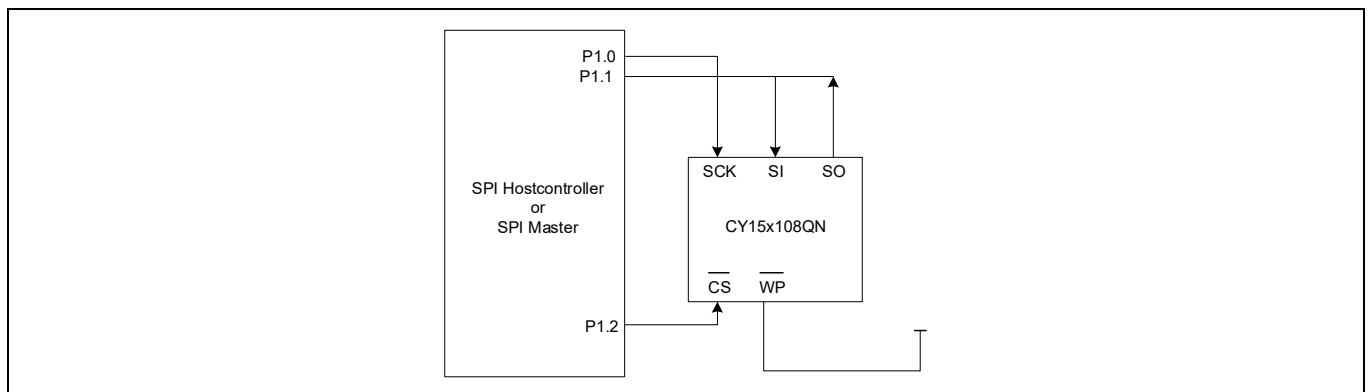 P1.0
P1.1
SCK SI SO
SPI Hostcontroller
or
SPI Master
CY15x108QN
CS WP
P1.2